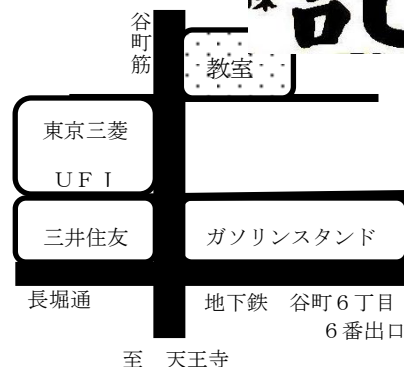 谷町筋
教室
東京三菱
ＵＦＪ
三井住友
ガソリンスタンド
長堀通
地下鉄　谷町６丁目
６番出口
至　天王寺